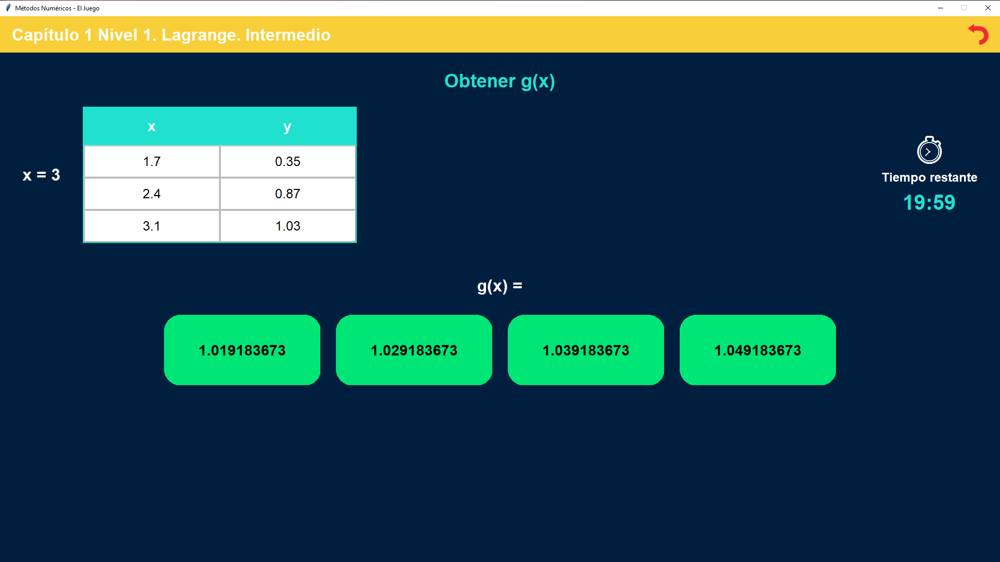 Métodos Numéricos - El Juego
Capítulo 1 Nivel 1. Lagrange. Intermedio
Obtener g(x)
x = 3
x y
1.7 0.35
2.4 0.87
3.1 1.03
Tiempo restante
19:59
g(x) =
1.019183673 1.029183673 1.039183673 1.049183673